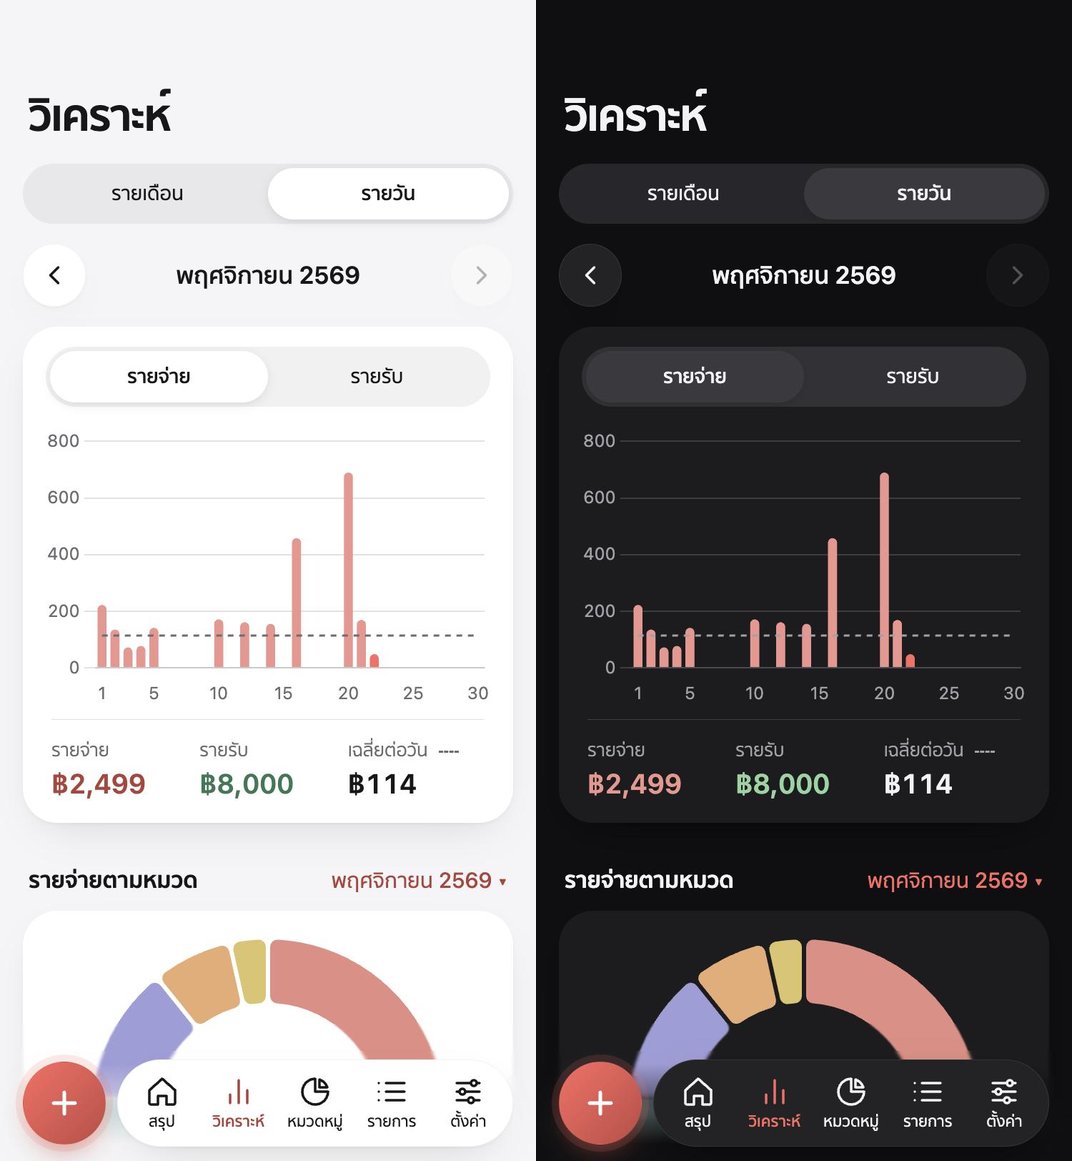 วิเคราะห์
รายเดือน รายวัน
พฤศจิกายน 2569
รายจ่าย รายรับ
800
600
400
200
0
1 5 10 15 20 25 30
รายจ่าย รายรับ เฉลี่ยต่อวัน ----
฿2,499 ฿8,000 ฿114
รายจ่ายตามหมวด พฤศจิกายน 2569 ▾
+
สรุป วิเคราะห์ หมวดหมู่ รายการ ตั้งค่า
วิเคราะห์
รายเดือน รายวัน
พฤศจิกายน 2569
รายจ่าย รายรับ
800
600
400
200
0
1 5 10 15 20 25 30
รายจ่าย รายรับ เฉลี่ยต่อวัน ----
฿2,499 ฿8,000 ฿114
รายจ่ายตามหมวด พฤศจิกายน 2569 ▾
+
สรุป วิเคราะห์ หมวดหมู่ รายการ ตั้งค่า